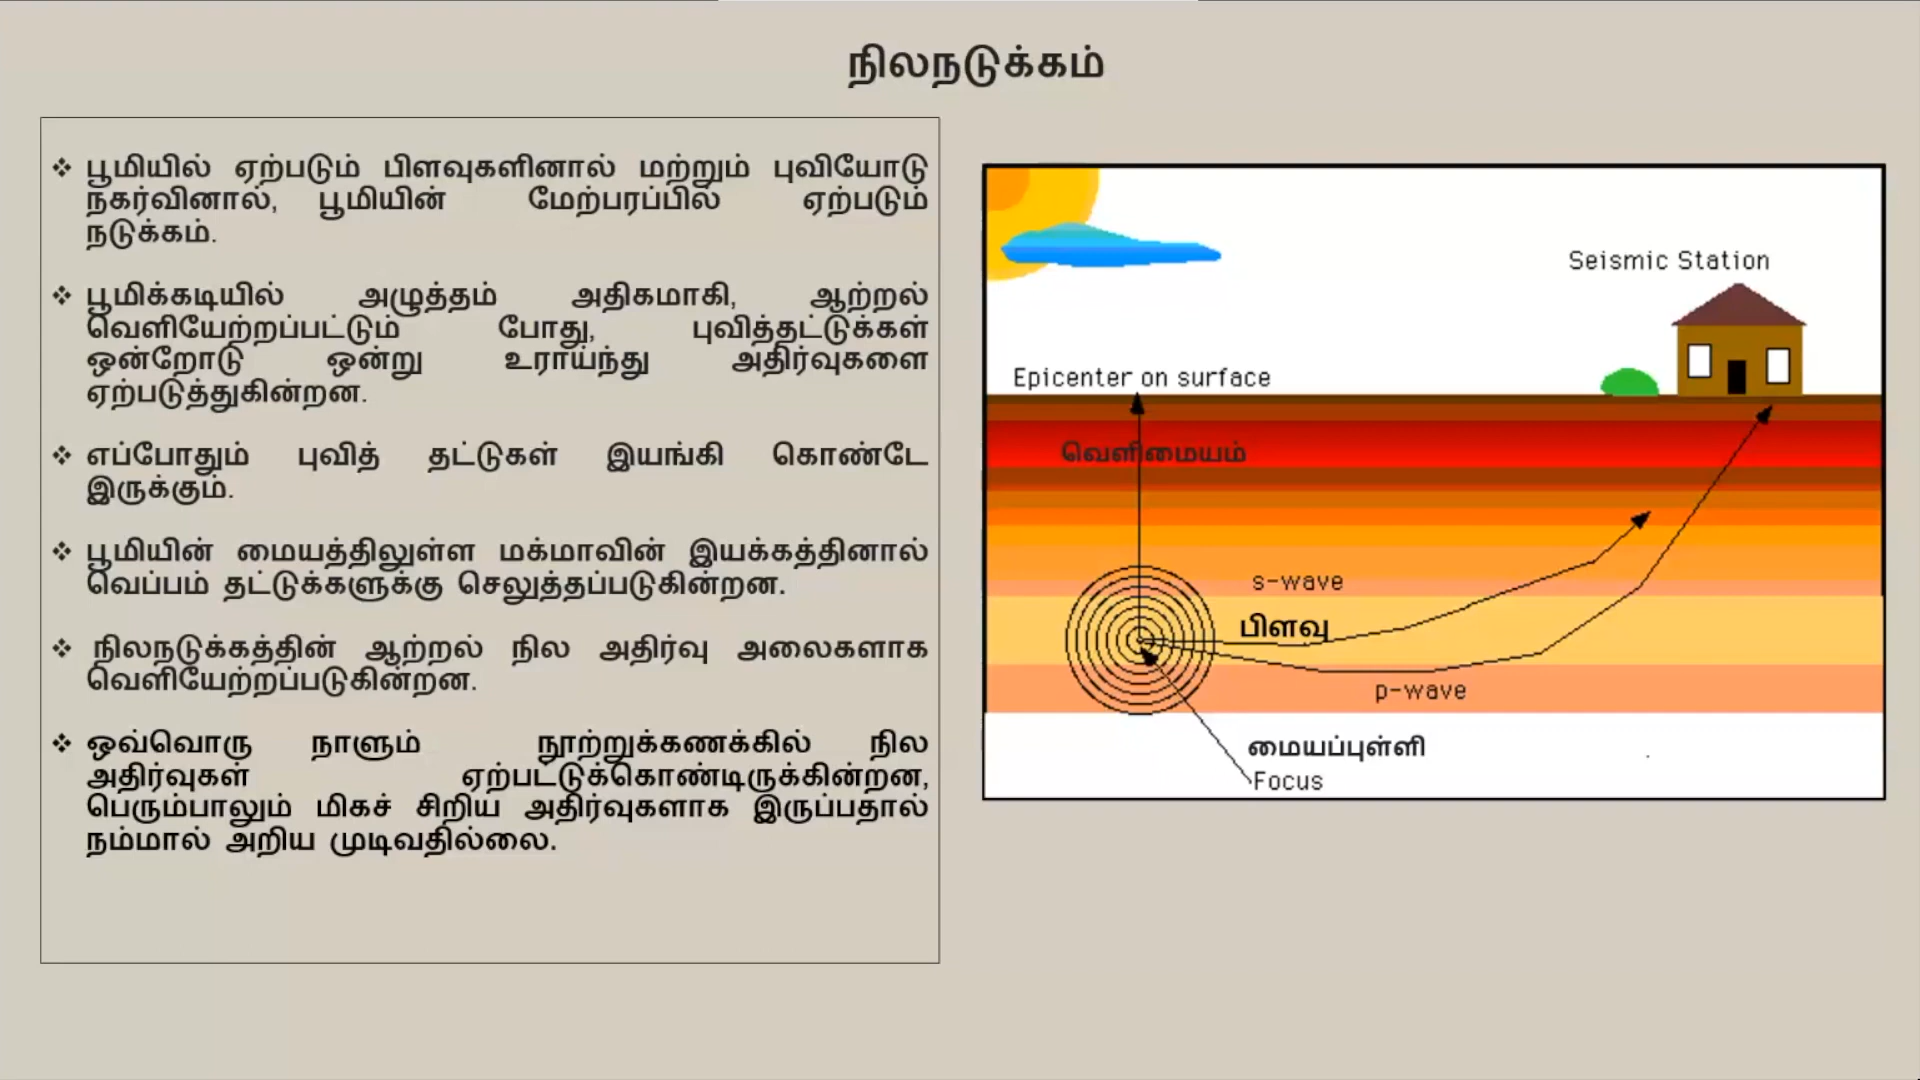 நிலநடுக்கம்
❖ பூமியில் ஏற்படும் பிளவுகளினால் மற்றும் புவியோடு
நகர்வினால், பூமியின் மேற்பரப்பில் ஏற்படும்
நடுக்கம்.
❖ பூமிக்கடியில் அழுத்தம் அதிகமாகி, ஆற்றல்
வெளியேற்றப்பட்டும் போது, புவித்தட்டுக்கள்
ஒன்றோடு ஒன்று உராய்ந்து அதிர்வுகளை
ஏற்படுத்துகின்றன.
❖ எப்போதும் புவித் தட்டுகள் இயங்கி கொண்டே
இருக்கும்.
❖ பூமியின் மையத்திலுள்ள மக்மாவின் இயக்கத்தினால்
வெப்பம் தட்டுக்களுக்கு செலுத்தப்படுகின்றன.
❖ நிலநடுக்கத்தின் ஆற்றல் நில அதிர்வு அலைகளாக
வெளியேற்றப்படுகின்றன.
❖ ஒவ்வொரு நாளும் நூற்றுக்கணக்கில் நில
அதிர்வுகள் ஏற்பட்டுக்கொண்டிருக்கின்றன,
பெரும்பாலும் மிகச் சிறிய அதிர்வுகளாக இருப்பதால்
நம்மால் அறிய முடிவதில்லை.
Seismic Station
Epicenter on surface
வெளிமையம்
s-wave
பிளவு
p-wave
மையப்புள்ளி
Focus